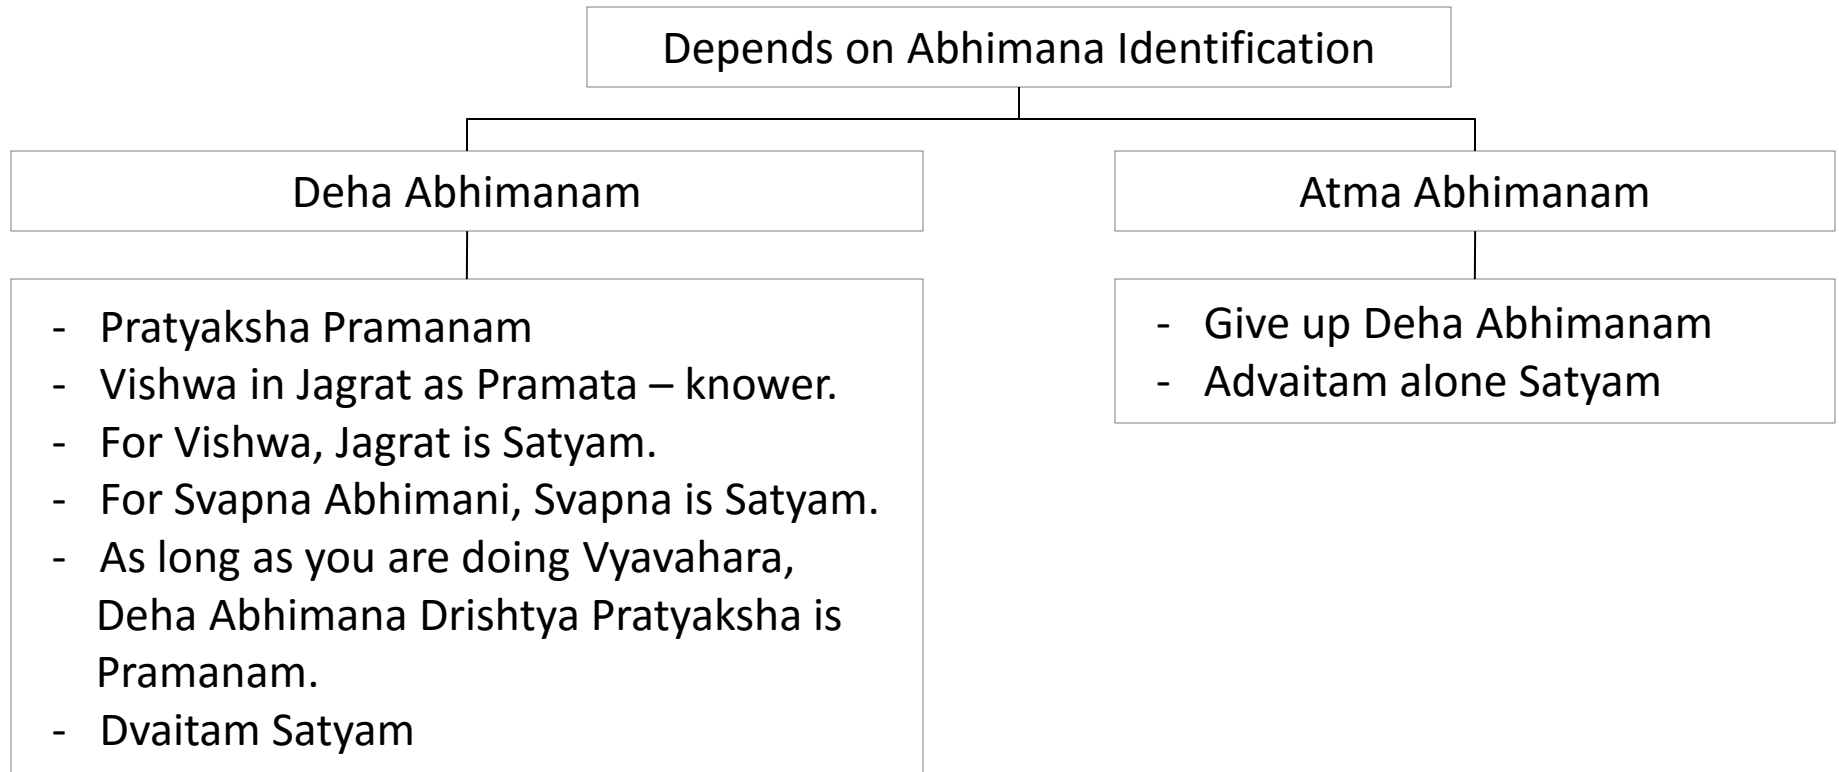 Depends on Abhimana Identification
Deha Abhimanam
Atma Abhimanam
- Pratyaksha Pramanam
- Vishwa in Jagrat as Pramata – knower.
- For Vishwa, Jagrat is Satyam.
- For Svapna Abhimani, Svapna is Satyam.
- As long as you are doing Vyavahara,
Deha Abhimana Drishtya Pratyaksha is
Pramanam.
- Dvaitam Satyam
- Give up Deha Abhimanam
- Advaitam alone Satyam